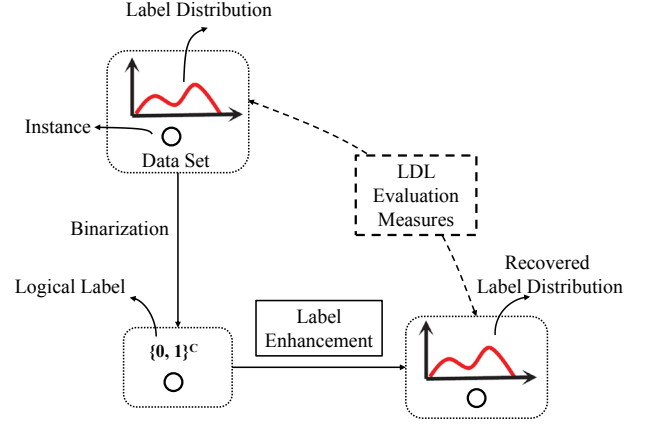 Label Distribution
Instance
Data Set
LDL
Evaluation
Measures
Binarization
Recovered
Label Distribution
Logical Label
Label
Enhancement
{0, 1}ᶜ